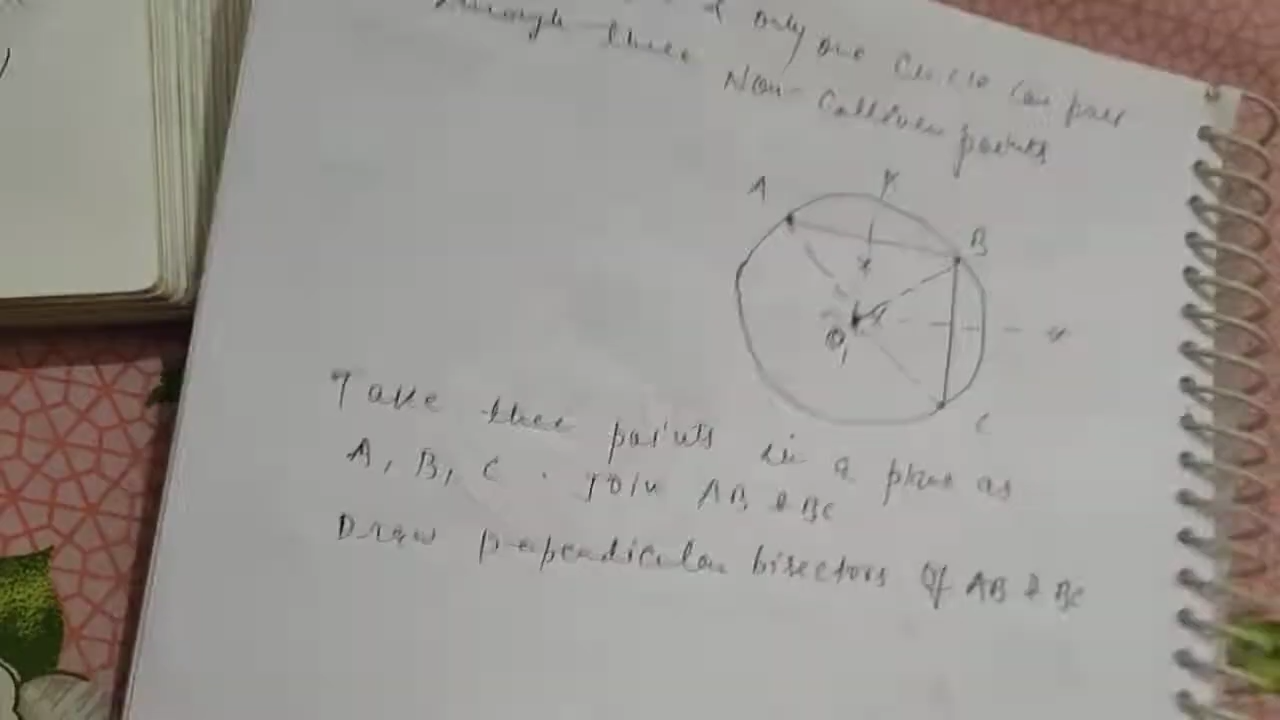 only one Circle can pass
through three Non-Collinear points
A
B
O
C
Take three points in a plane as
A, B, C . Join AB & BC
Draw perpendicular bisectors Of AB & BC